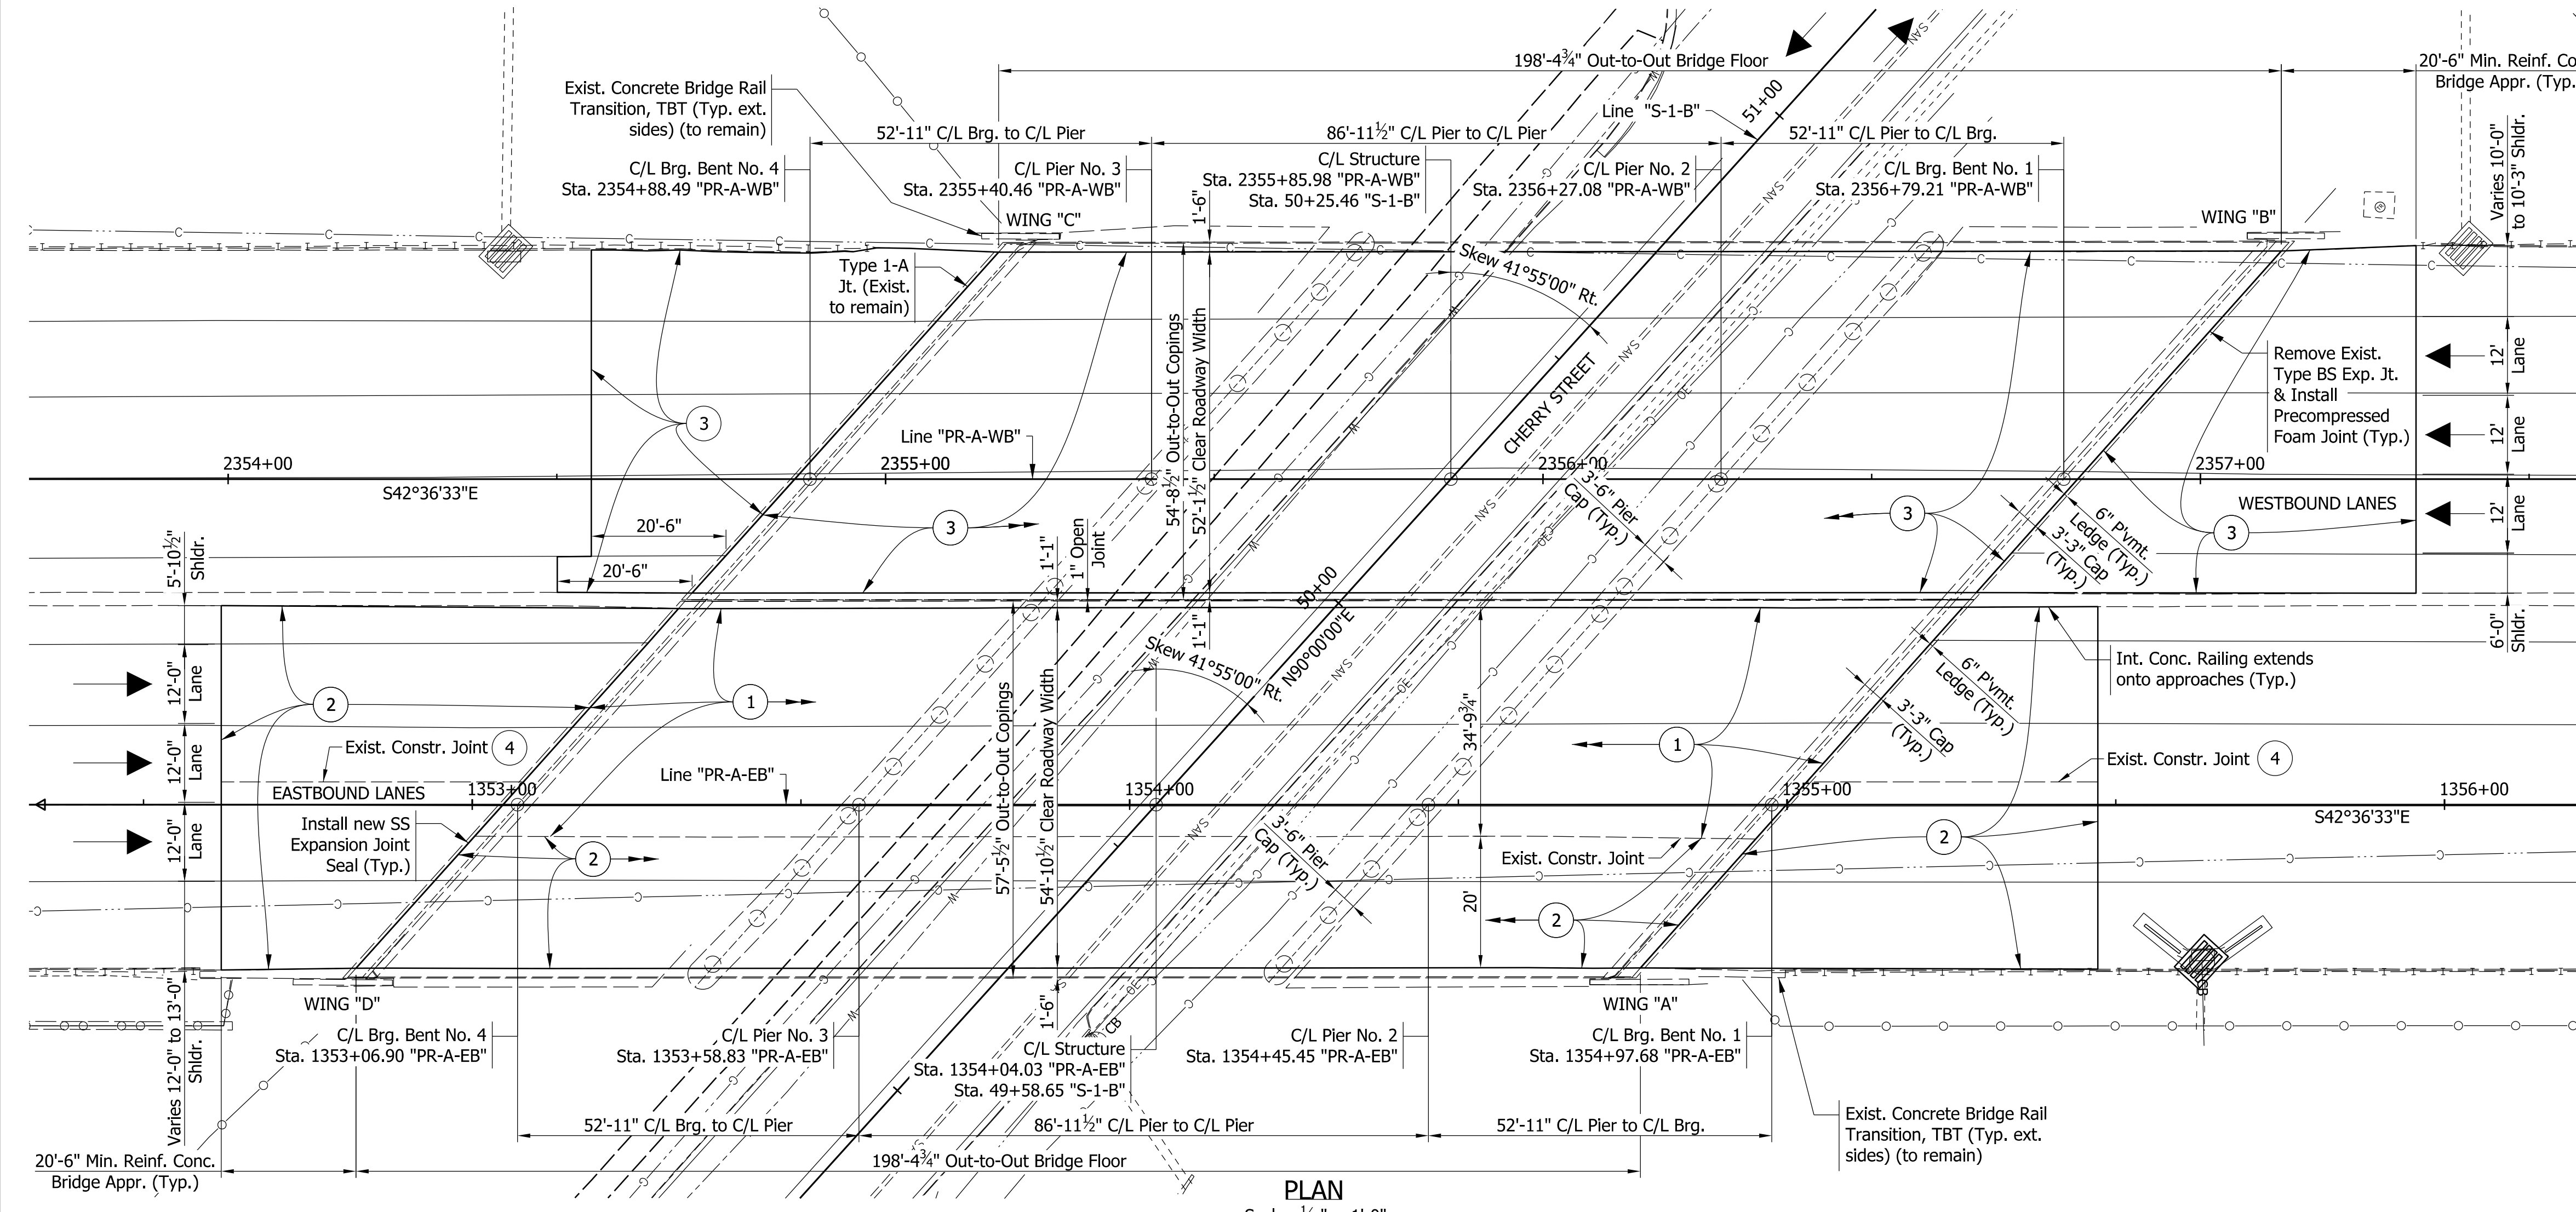 198'-4¾" Out-to-Out Bridge Floor
20'-6" Min. Reinf.
Bridge Appr. (Typ.
Exist. Concrete Bridge Rail
Transition, TBT (Typ. ext.
sides) (to remain)
52'-11" C/L Brg. to C/L Pier
86'-11½" C/L Pier to C/L Pier
52'-11" C/L Pier to C/L Brg.
Line "S-1-B"
51+00
SAN
C/L Brg. Bent No. 4
Sta. 2354+88.49 "PR-A-WB"
C/L Pier No. 3
Sta. 2355+40.46 "PR-A-WB"
C/L Structure
Sta. 2355+85.98 "PR-A-WB"
Sta. 50+25.46 "S-1-B"
C/L Pier No. 2
Sta. 2356+27.08 "PR-A-WB"
C/L Brg. Bent No. 1
Sta. 2356+79.21 "PR-A-WB"
Varies 10'-0"
to 10'-3" Shldr.
WING "C"
1'-6"
WING "B"
Type 1-A
Jt. (Exist.
to remain)
Skew 41°55'00" Rt.
54'-8½" Out-to-Out Copings
52'-1½" Clear Roadway Width
CHERRY STREET
Remove Exist.
Type BS Exp. Jt.
& Install
Precompressed
Foam Joint (Typ.)
12'
Lane
12'
Lane
12'
Lane
3
Line "PR-A-WB"
2354+00
2355+00
2356+00
2357+00
S42°36'33"E
3'-6" Pier
Cap (Typ.)
WESTBOUND LANES
3
3
3
6" P'vmt.
Ledge (Typ.)
3'-3" Cap
(Typ.)
20'-6"
20'-6"
5'-10½"
Shldr.
1'-1"
1" Open
Joint
50+00
N90°00'00"E
1'-1"
6'-0"
Shldr.
Skew 41°55'00" Rt.
Int. Conc. Railing extends
onto approaches (Typ.)
6" P'vmt.
Ledge (Typ.)
3'-3" Cap
(Typ.)
12'-0"
Lane
12'-0"
Lane
12'-0"
Lane
2
1
1
34'-9¾"
57'-5½" Out-to-Out Copings
54'-10½" Clear Roadway Width
Exist. Constr. Joint 4
Exist. Constr. Joint 4
Line "PR-A-EB"
EASTBOUND LANES
1353+00
1354+00
1355+00
1356+00
S42°36'33"E
Install new SS
Expansion Joint
Seal (Typ.)
3'-6" Pier
Cap (Typ.)
2
Exist. Constr. Joint
2
20'
2
WING "D"
1'-6"
CB
WING "A"
CB
Varies 12'-0" to 13'-0"
Shldr.
C/L Brg. Bent No. 4
Sta. 1353+06.90 "PR-A-EB"
C/L Pier No. 3
Sta. 1353+58.83 "PR-A-EB"
C/L Structure
Sta. 1354+04.03 "PR-A-EB"
Sta. 49+58.65 "S-1-B"
C/L Pier No. 2
Sta. 1354+45.45 "PR-A-EB"
C/L Brg. Bent No. 1
Sta. 1354+97.68 "PR-A-EB"
52'-11" C/L Brg. to C/L Pier
86'-11½" C/L Pier to C/L Pier
52'-11" C/L Pier to C/L Brg.
Exist. Concrete Bridge Rail
Transition, TBT (Typ. ext.
sides) (to remain)
20'-6" Min. Reinf. Conc.
Bridge Appr. (Typ.)
198'-4¾" Out-to-Out Bridge Floor
PLAN